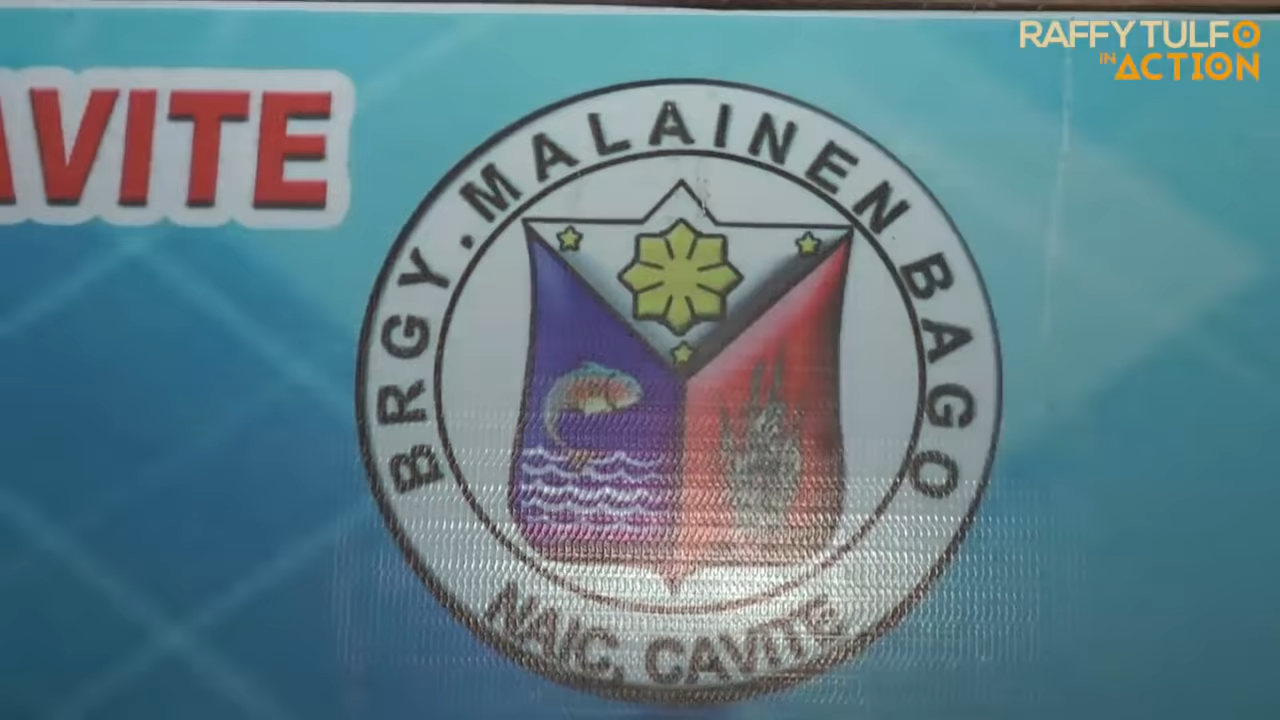 RAFFY TULFO
IN ACTION
AVITE
BRGY. MALAINEN BAGO
NAIC, CAVITE